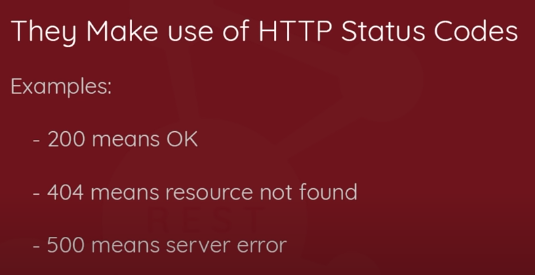 They Make use of HTTP Status Codes
Examples:
- 200 means OK
- 404 means resource not found
REST
- 500 means server error